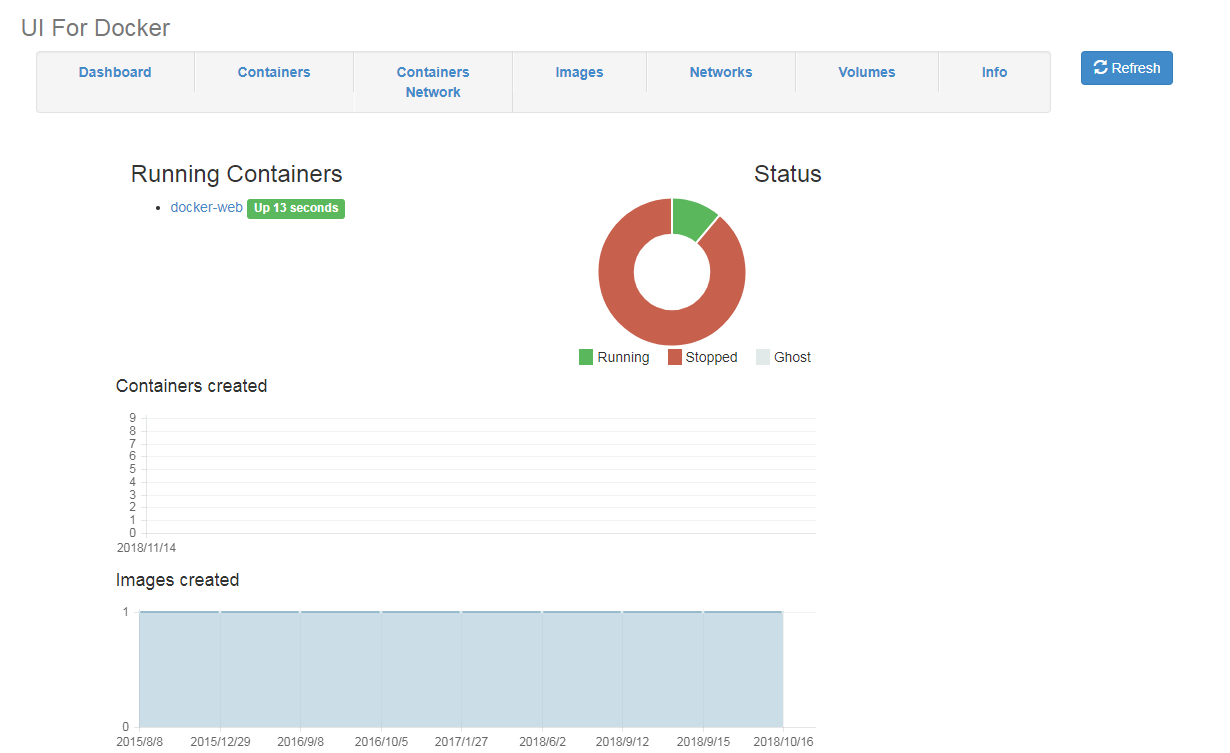 UI For Docker
Dashboard
Containers
Containers
Network
Images
Networks
Volumes
Info
Refresh
Running Containers
docker-web Up 13 seconds
Status
Running Stopped Ghost
Containers created
9
8
7
6
5
4
3
2
1
0
2018/11/14
Images created
1
0
2015/8/8 2015/12/29 2016/9/8 2016/10/5 2017/1/27 2018/6/2 2018/9/12 2018/9/15 2018/10/16